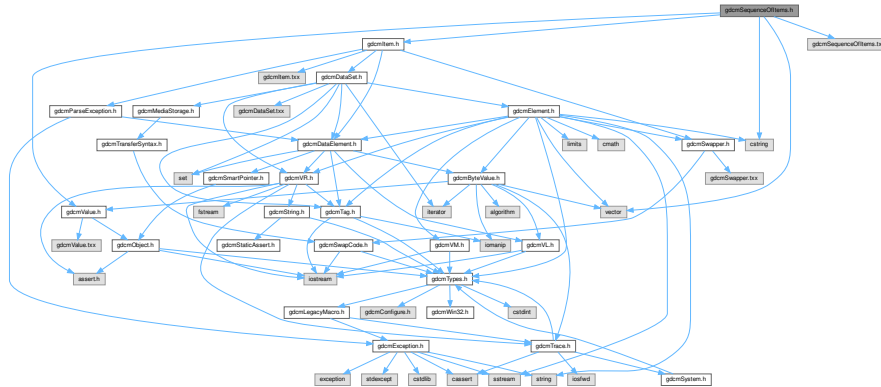 gdcmSequenceOfItems.h
gdcmItem.h
gdcmSequenceOfItems.txx
gdcmItem.txx
gdcmDataSet.h
gdcmParseException.h
gdcmMediaStorage.h
gdcmDataSet.txx
gdcmElement.h
gdcmTransferSyntax.h
gdcmDataElement.h
limits
cmath
gdcmSwapper.h
cstring
set
gdcmSmartPointer.h
gdcmVR.h
gdcmByteValue.h
gdcmSwapper.txx
gdcmValue.h
fstream
gdcmString.h
gdcmTag.h
iterator
algorithm
vector
gdcmValue.txx
gdcmObject.h
gdcmStaticAssert.h
gdcmSwapCode.h
gdcmVM.h
iomanip
gdcmVL.h
assert.h
iostream
gdcmTypes.h
gdcmLegacyMacro.h
gdcmConfigure.h
gdcmWin32.h
cstdint
gdcmException.h
gdcmTrace.h
exception
stdexcept
cstdlib
cassert
sstream
string
iosfwd
gdcmSystem.h